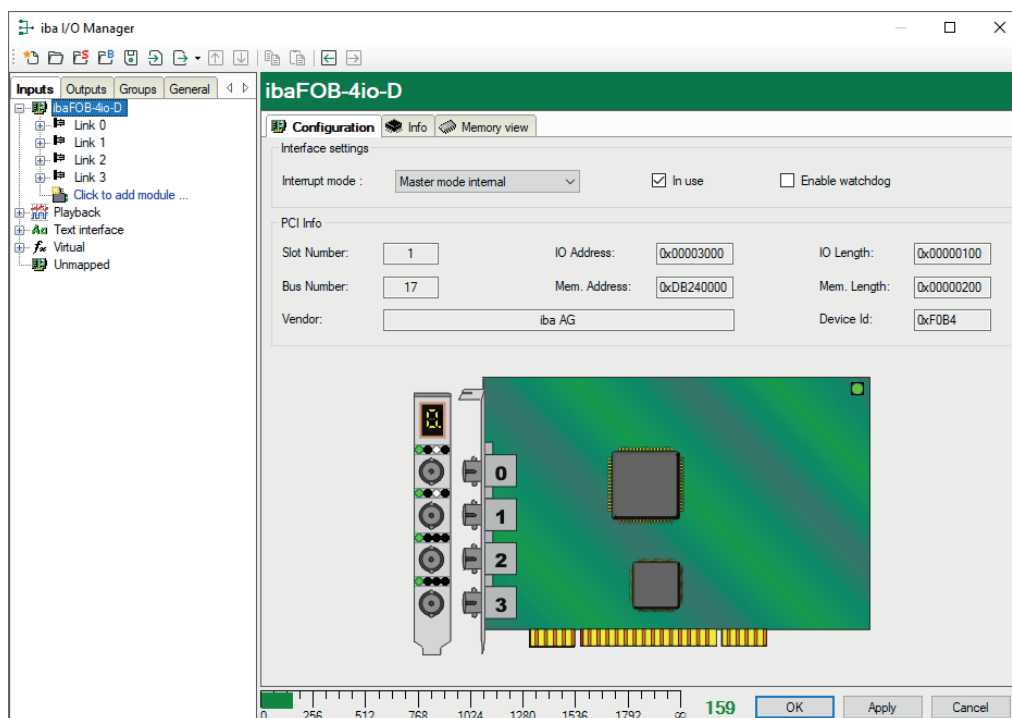 iba I/O Manager
Inputs Outputs Groups General
ibaFOB-4io-D
Link 0
Link 1
Link 2
Link 3
Click to add module ...
Playback
Text interface
Virtual
Unmapped
ibaFOB-4io-D
Configuration Info Memory view
Interface settings
Interrupt mode : Master mode internal In use Enable watchdog
PCI Info
Slot Number: 1 IO Address: 0x00003000 IO Length: 0x00000100
Bus Number: 17 Mem. Address: 0xDB240000 Mem. Length: 0x00000200
Vendor: iba AG Device Id: 0xF0B4
0
1
2
3
0 256 512 768 1024 1280 1536 1792 159 OK Apply Cancel